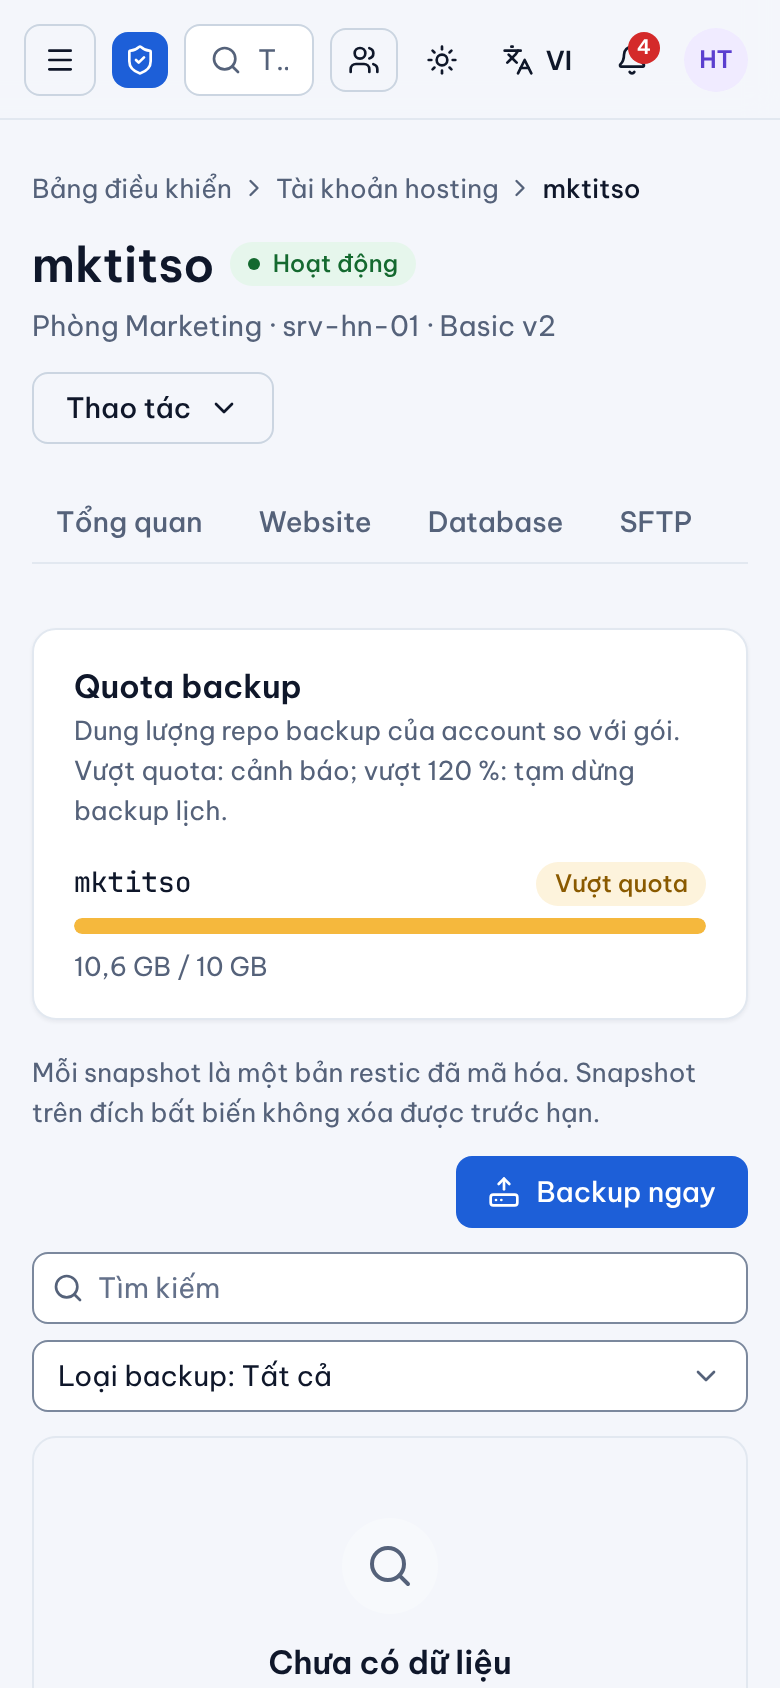 T..
VI
4
HT
Bảng điều khiển > Tài khoản hosting > mktitso
mktitso
Hoạt động
Phòng Marketing · srv-hn-01 · Basic v2
Thao tác
Tổng quan Website Database SFTP
Quota backup
Dung lượng repo backup của account so với gói.
Vượt quota: cảnh báo; vượt 120 %: tạm dừng
backup lịch.
mktitso
Vượt quota
10,6 GB / 10 GB
Mỗi snapshot là một bản restic đã mã hóa. Snapshot
trên đích bất biến không xóa được trước hạn.
Backup ngay
Tìm kiếm
Loại backup: Tất cả
Chưa có dữ liệu